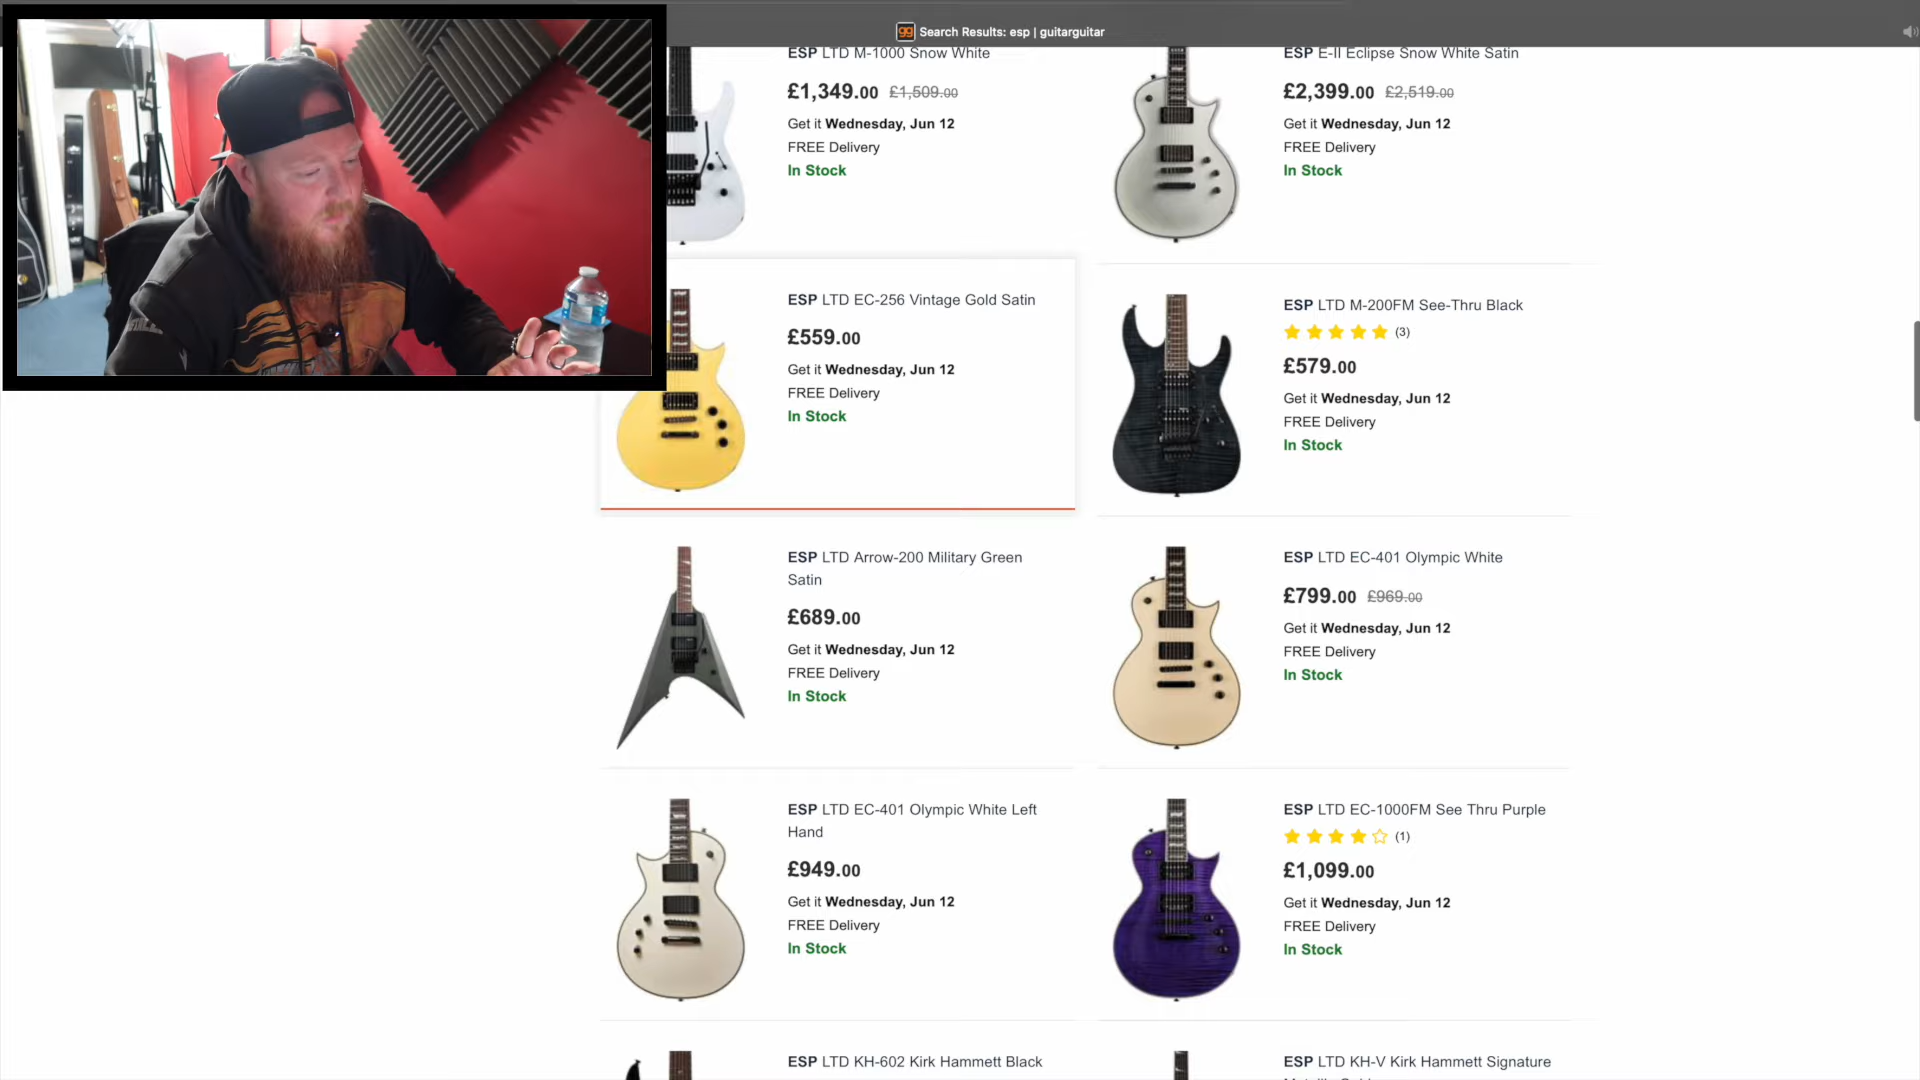 gg Search Results: esp | guitarguitar
ESP LTD M-1000 Snow White
£1,349.00 £1,509.00
Get it Wednesday, Jun 12
FREE Delivery
In Stock
ESP E-II Eclipse Snow White Satin
£2,399.00 £2,519.00
Get it Wednesday, Jun 12
FREE Delivery
In Stock
ESP LTD EC-256 Vintage Gold Satin
£559.00
Get it Wednesday, Jun 12
FREE Delivery
In Stock
ESP LTD M-200FM See-Thru Black
(3)
£579.00
Get it Wednesday, Jun 12
FREE Delivery
In Stock
ESP LTD Arrow-200 Military Green
Satin
£689.00
Get it Wednesday, Jun 12
FREE Delivery
In Stock
ESP LTD EC-401 Olympic White
£799.00 £969.00
Get it Wednesday, Jun 12
FREE Delivery
In Stock
ESP LTD EC-401 Olympic White Left
Hand
£949.00
Get it Wednesday, Jun 12
FREE Delivery
In Stock
ESP LTD EC-1000FM See Thru Purple
(1)
£1,099.00
Get it Wednesday, Jun 12
FREE Delivery
In Stock
ESP LTD KH-602 Kirk Hammett Black
ESP LTD KH-V Kirk Hammett Signature